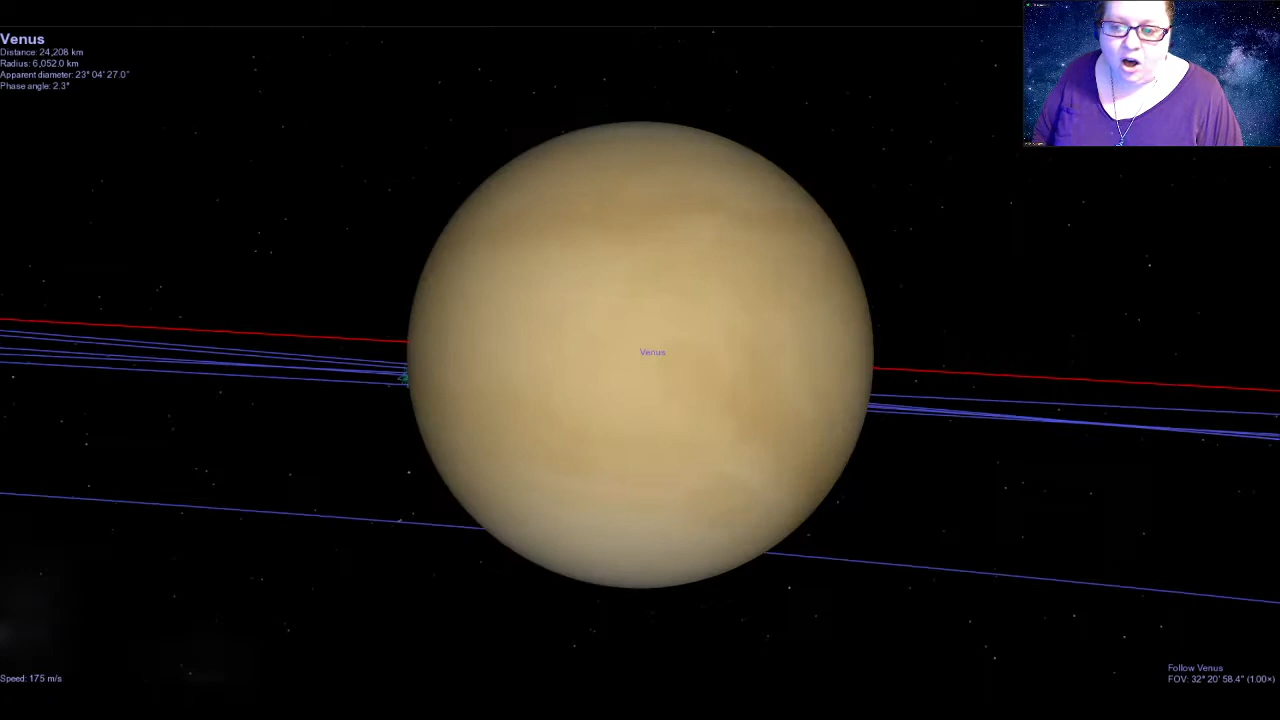 Venus
Distance: 24,208 km
Radius: 6,052.0 km
Apparent diameter: 23° 04' 27.0"
Phase angle: 2.3°
Venus
Speed: 175 m/s
Follow Venus
FOV: 32° 20' 58.4" (1.00×)